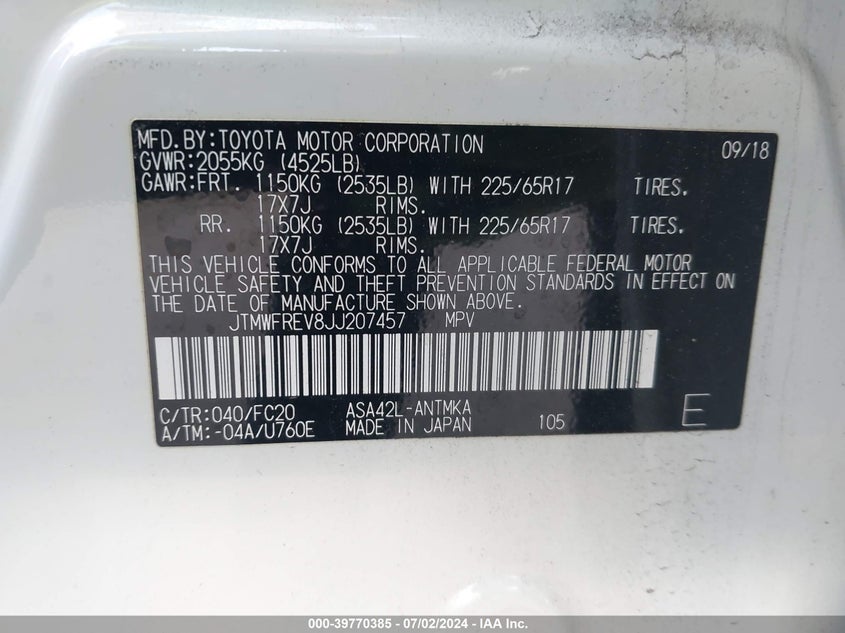 MFD.BY:TOYOTA MOTOR CORPORATION 09/18
GVWR:2055KG (4525LB)
GAWR:FRT. 1150KG (2535LB) WITH 225/65R17 TIRES.
17X7J RIMS.
RR. 1150KG (2535LB) WITH 225/65R17 TIRES.
17X7J RIMS.
THIS VEHICLE CONFORMS TO ALL APPLICABLE FEDERAL MOTOR
VEHICLE SAFETY AND THEFT PREVENTION STANDARDS IN EFFECT ON
THE DATE OF MANUFACTURE SHOWN ABOVE.
JTMWFREV8JJ207457 MPV
C/TR:040/FC20 ASA42L-ANTMKA
A/TM:-04A/U760E MADE IN JAPAN 105 E
000-39770385 - 07/02/2024 - IAA Inc.